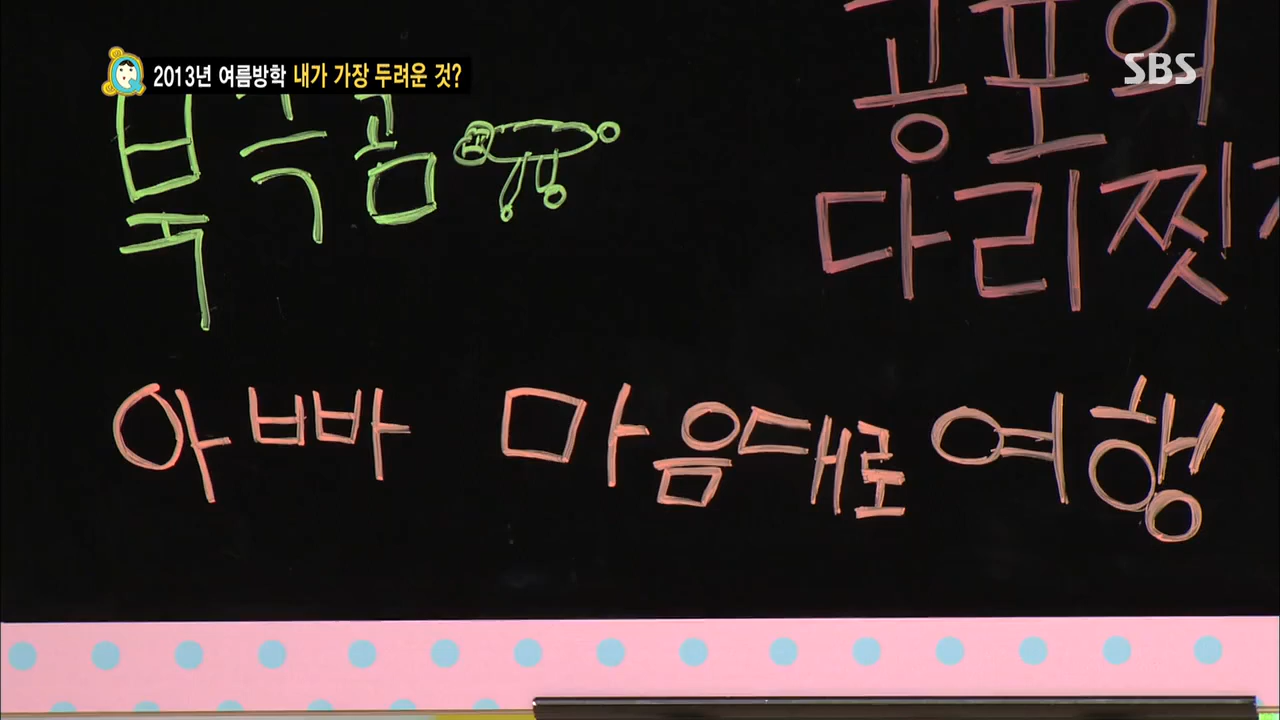 2013년 여름방학 내가 가장 두려운 것?
SBS
북극곰
공포의
다리찢
아빠 마음대로 여행